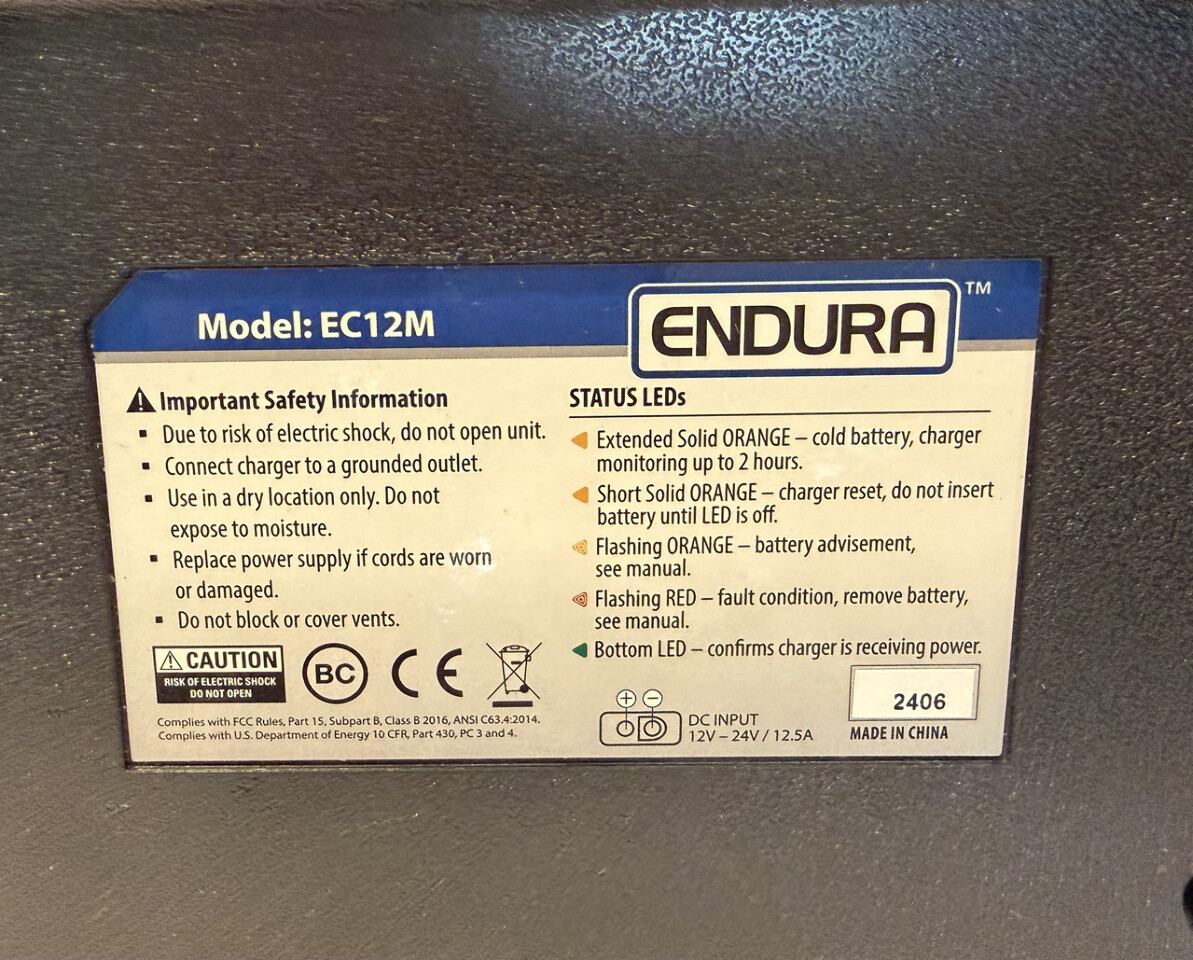 Model: EC12M
ENDURA™
Important Safety Information
▪ Due to risk of electric shock, do not open unit.
▪ Connect charger to a grounded outlet.
▪ Use in a dry location only. Do not
expose to moisture.
▪ Replace power supply if cords are worn
or damaged.
▪ Do not block or cover vents.
CAUTION
RISK OF ELECTRIC SHOCK
DO NOT OPEN
BC
CE
Complies with FCC Rules, Part 15, Subpart B, Class B 2016, ANSI C63.4:2014.
Complies with U.S. Department of Energy 10 CFR, Part 430, PC 3 and 4.
STATUS LEDs
Extended Solid ORANGE – cold battery, charger
monitoring up to 2 hours.
Short Solid ORANGE – charger reset, do not insert
battery until LED is off.
Flashing ORANGE – battery advisement,
see manual.
Flashing RED – fault condition, remove battery,
see manual.
Bottom LED – confirms charger is receiving power.
+ −
DC INPUT
12V – 24V / 12.5A
2406
MADE IN CHINA